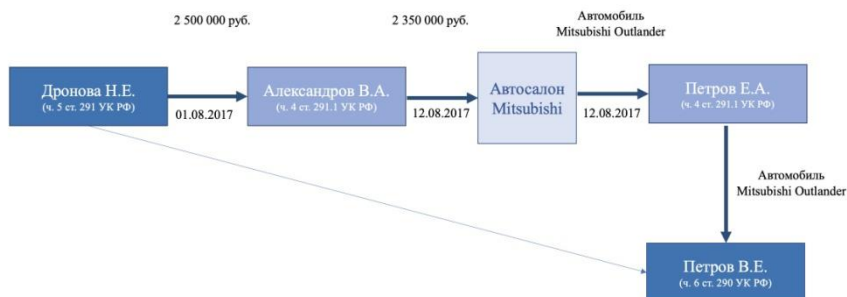 2 500 000 руб.
2 350 000 руб.
Автомобиль
Mitsubishi Outlander
Дронова Н.Е.
(ч. 5 ст. 291 УК РФ)
01.08.2017
Александров В.А.
(ч. 4 ст. 291.1 УК РФ)
12.08.2017
Автосалон
Mitsubishi
12.08.2017
Петров Е.А.
(ч. 4 ст. 291.1 УК РФ)
Автомобиль
Mitsubishi Outlander
Петров В.Е.
(ч. 6 ст. 290 УК РФ)